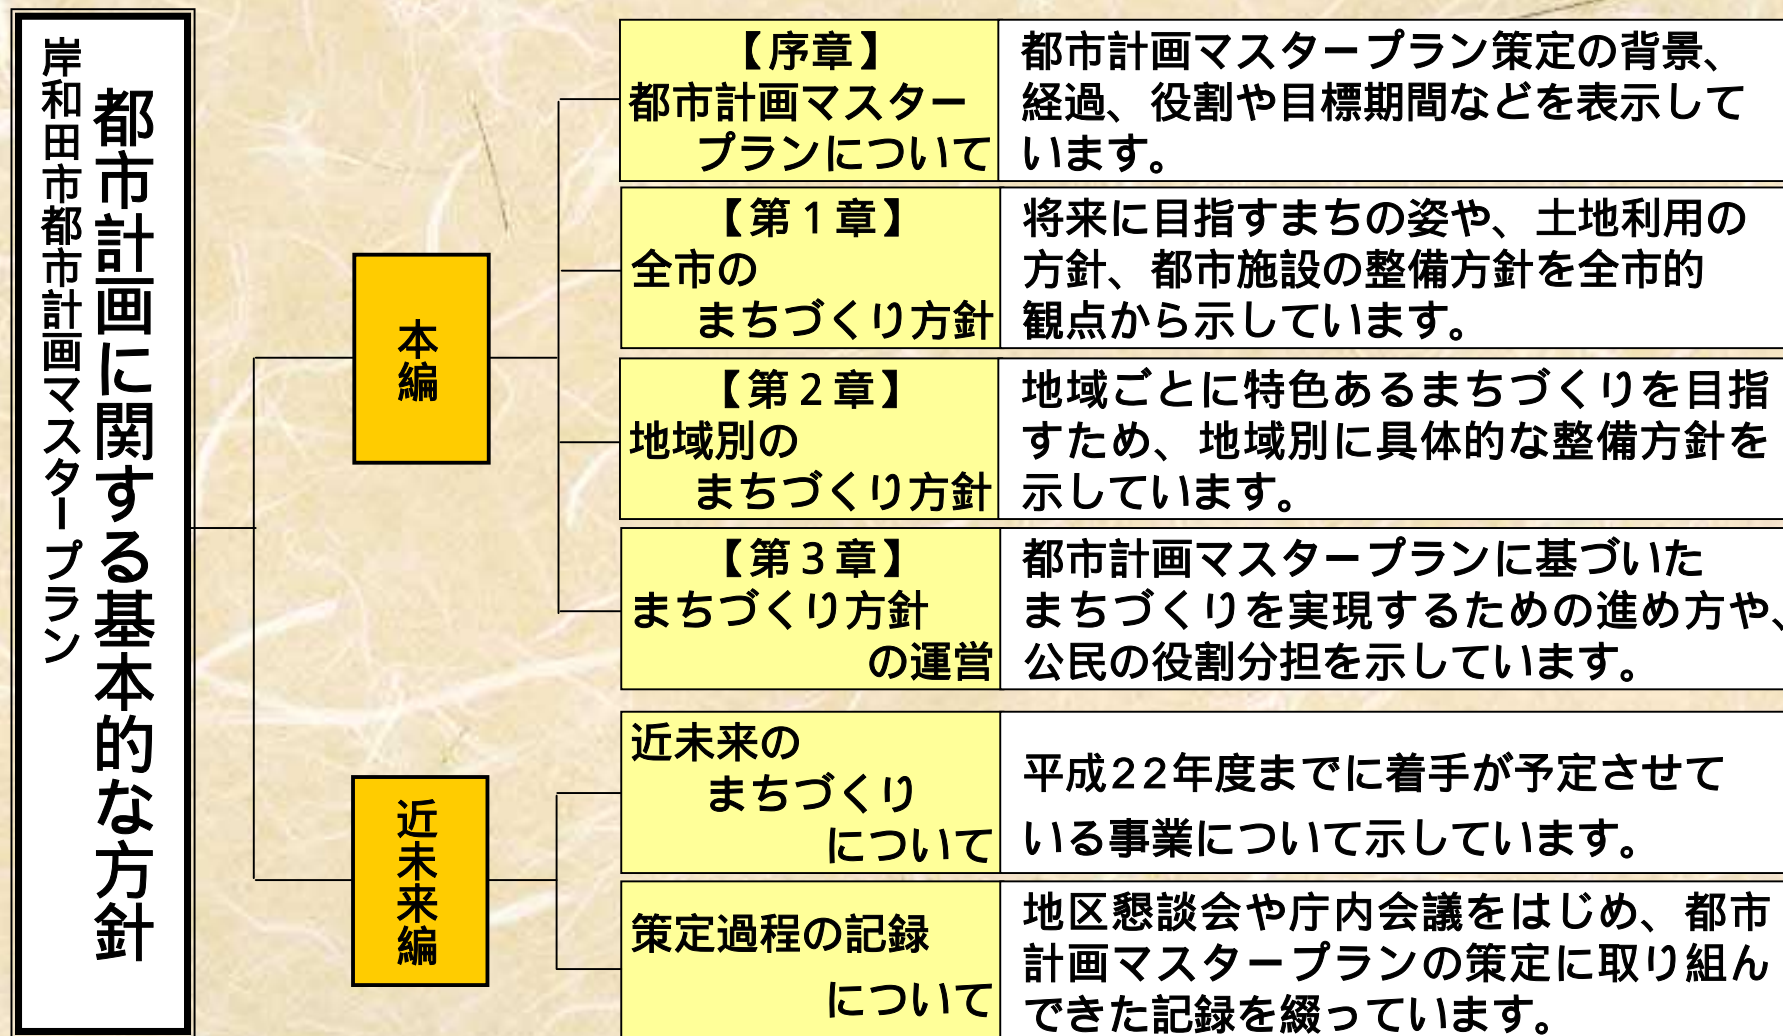 都市計画に関する基本的な方針
岸和田市都市計画マスタープラン
本編
【序章】
都市計画マスター
プランについて
都市計画マスタープラン策定の背景、
経過、役割や目標期間などを表示して
います。
【第１章】
全市の
まちづくり方針
将来に目指すまちの姿や、土地利用の
方針、都市施設の整備方針を全市的
観点から示しています。
【第２章】
地域別の
まちづくり方針
地域ごとに特色あるまちづくりを目指
すため、地域別に具体的な整備方針を
示しています。
【第３章】
まちづくり方針
の運営
都市計画マスタープランに基づいた
まちづくりを実現するための進め方や、
公民の役割分担を示しています。
近未来編
近未来の
まちづくり
について
平成22年度までに着手が予定させて
いる事業について示しています。
策定過程の記録
について
地区懇談会や庁内会議をはじめ、都市
計画マスタープランの策定に取り組ん
できた記録を綴っています。